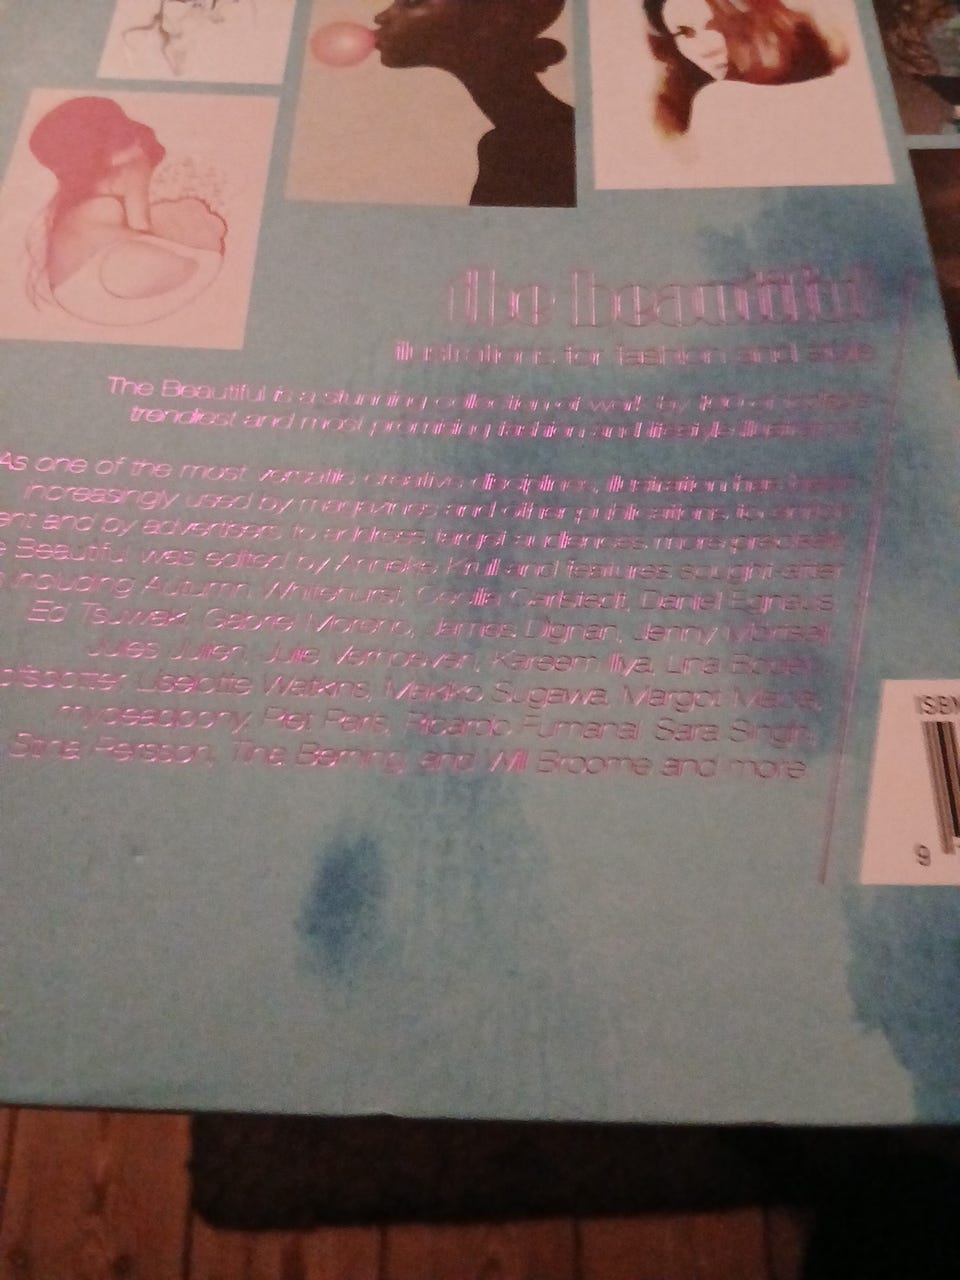 the beautiful
illustrations for fashion and style
The Beautiful is a stunning collection of work by
trendiest and most promising fashion and lifestyle
As one of the most versatile creative disciplines, illustration has been
increasingly used by magazines and other publications, to
ent and by advertisers to address target audiences more precisely.
Beautiful was edited by Anneke Krull and features sought-after
including Autumn Whitehurst, Cecilia Carlstedt, Daniel Egnéus,
Ed Tsuwaki, Gabriel Moreno, James Dignan, Jenny Mörtsell,
Jules Julien, Julie Verhoeven, Kareem Iliya, Lina Bodén,
Liselotte Watkins, Makiko Sugawa, Margot Macé,
mydeadpony, Piet Paris, Ricardo Fumanal, Sara Singh,
Stina Persson, Tina Berning, and Will Broome and more.
ISBN
9